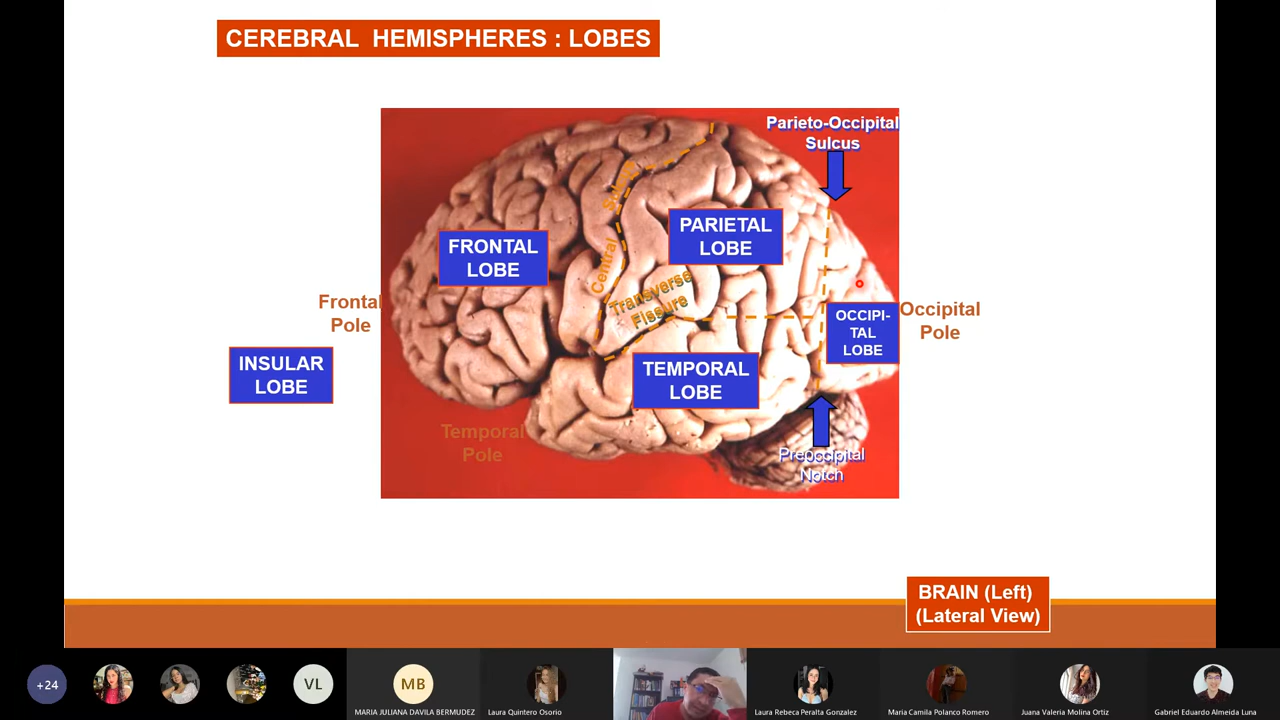 CEREBRAL HEMISPHERES : LOBES
Parieto-Occipital
Sulcus
Sulcus
Central
FRONTAL
LOBE
PARIETAL
LOBE
Transverse
Fissure
Frontal
Pole
OCCIPI-
TAL
LOBE
Occipital
Pole
INSULAR
LOBE
TEMPORAL
LOBE
Temporal
Pole
Preoccipital
Notch
BRAIN (Left)
(Lateral View)
+24
VL
MB
MARIA JULIANA DAVILA BERMUDEZ
Laura Quintero Osorio
Laura Rebeca Peralta Gonzalez
Maria Camila Polanco Romero
Juana Valeria Molina Ortiz
Gabriel Eduardo Almeida Luna